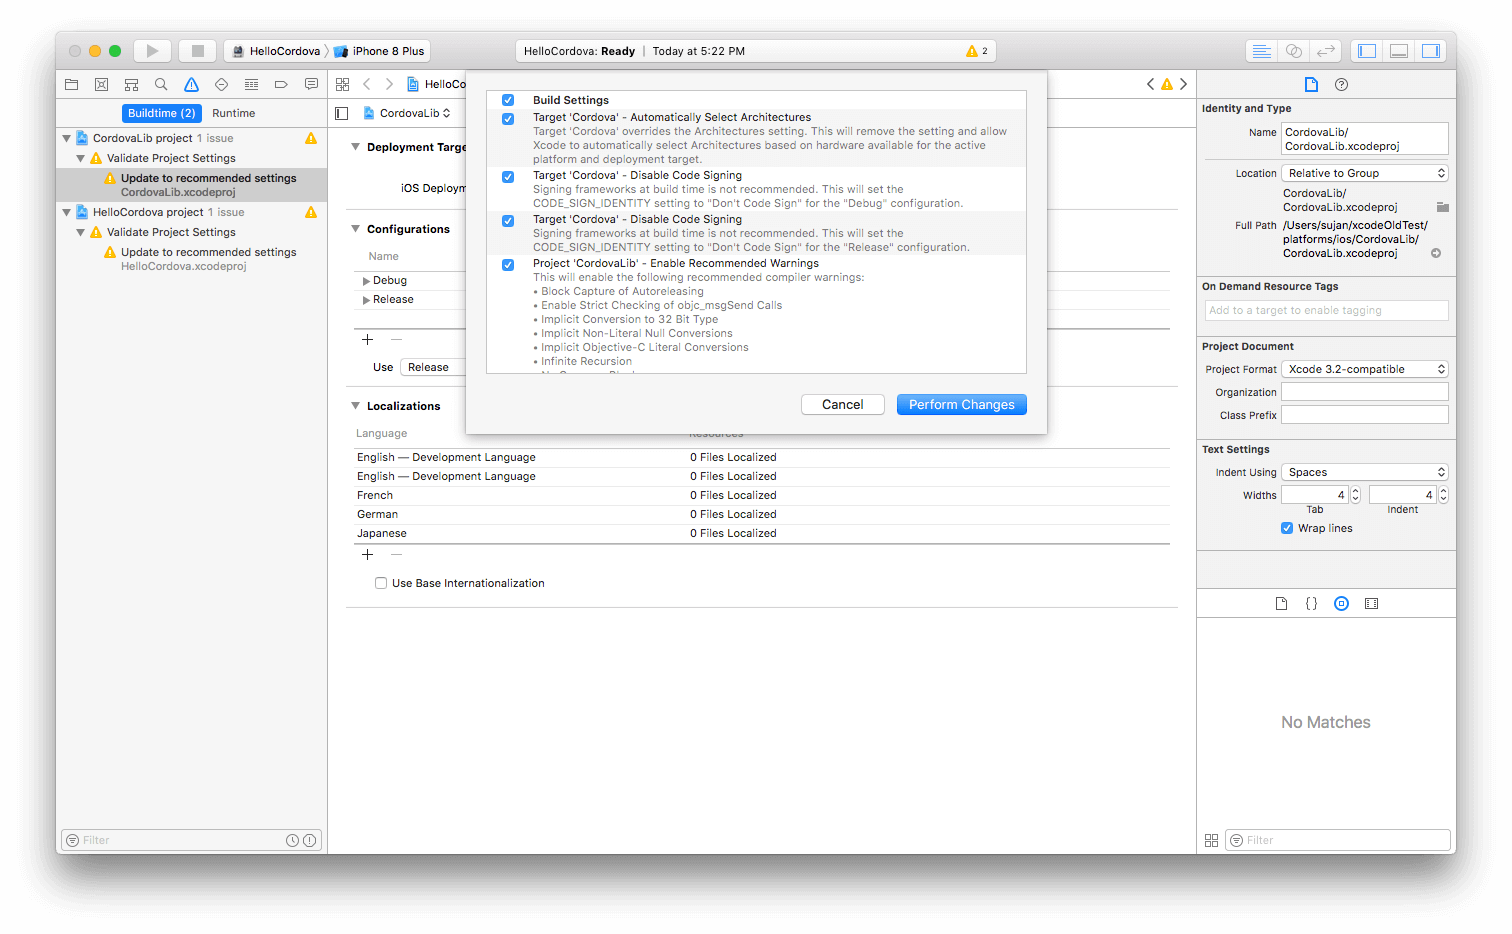 HelloCordova
iPhone 8 Plus
HelloCordova: Ready | Today at 5:22 PM
2
HelloCo
Buildtime (2)
Runtime
CordovaLib project 1 issue
Validate Project Settings
Update to recommended settings
CordovaLib.xcodeproj
HelloCordova project 1 issue
Validate Project Settings
Update to recommended settings
HelloCordova.xcodeproj
Filter
CordovaLib
Deployment Targe
iOS Deploym
Configurations
Name
Debug
Release
Use
Release
Localizations
Language
Resources
English — Development Language
0 Files Localized
English — Development Language
0 Files Localized
French
0 Files Localized
German
0 Files Localized
Japanese
0 Files Localized
Use Base Internationalization
Build Settings
Target 'Cordova' - Automatically Select Architectures
Target 'Cordova' overrides the Architectures setting. This will remove the setting and allow
Xcode to automatically select Architectures based on hardware available for the active
platform and deployment target.
Target 'Cordova' - Disable Code Signing
Signing frameworks at build time is not recommended. This will set the
CODE_SIGN_IDENTITY setting to "Don't Code Sign" for the "Debug" configuration.
Target 'Cordova' - Disable Code Signing
Signing frameworks at build time is not recommended. This will set the
CODE_SIGN_IDENTITY setting to "Don't Code Sign" for the "Release" configuration.
Project 'CordovaLib' - Enable Recommended Warnings
This will enable the following recommended compiler warnings:
• Block Capture of Autoreleasing
• Enable Strict Checking of objc_msgSend Calls
• Implicit Conversion to 32 Bit Type
• Implicit Non-Literal Null Conversions
• Implicit Objective-C Literal Conversions
• Infinite Recursion
Cancel
Perform Changes
Identity and Type
Name
CordovaLib/
CordovaLib.xcodeproj
Location
Relative to Group
CordovaLib/
CordovaLib.xcodeproj
Full Path
/Users/sujan/xcodeOldTest/
platforms/ios/CordovaLib/
CordovaLib.xcodeproj
On Demand Resource Tags
Add to a target to enable tagging
Project Document
Project Format
Xcode 3.2-compatible
Organization
Class Prefix
Text Settings
Indent Using
Spaces
Widths
4
4
Tab
Indent
Wrap lines
No Matches
Filter